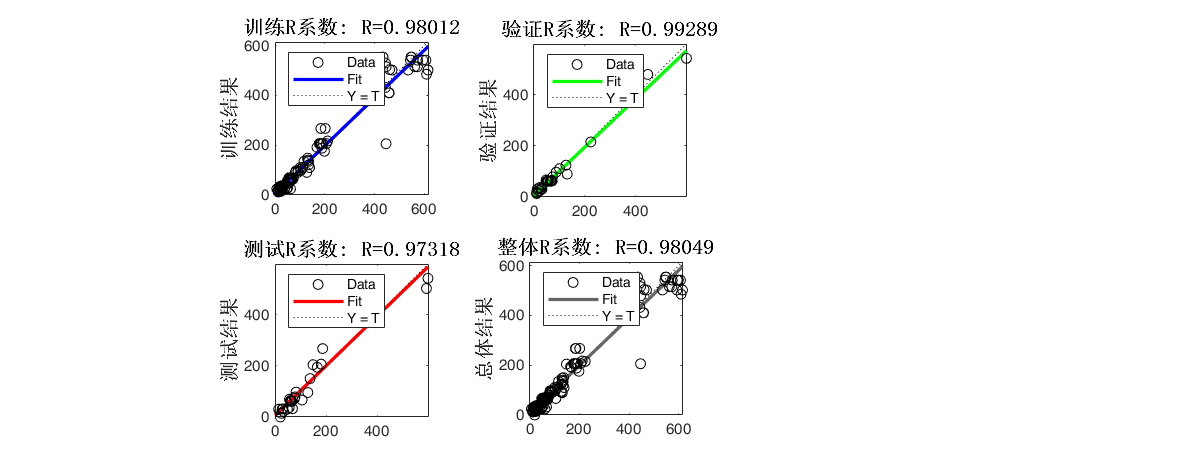 训练R系数: R=0.98012
训练结果
600
400
200
0
0 200 400 600
Data
Fit
Y = T
验证R系数: R=0.99289
验证结果
400
200
0
0 200 400
Data
Fit
Y = T
测试R系数: R=0.97318
测试结果
400
200
0
0 200 400
Data
Fit
Y = T
整体R系数: R=0.98049
总体结果
600
400
200
0
0 200 400 600
Data
Fit
Y = T